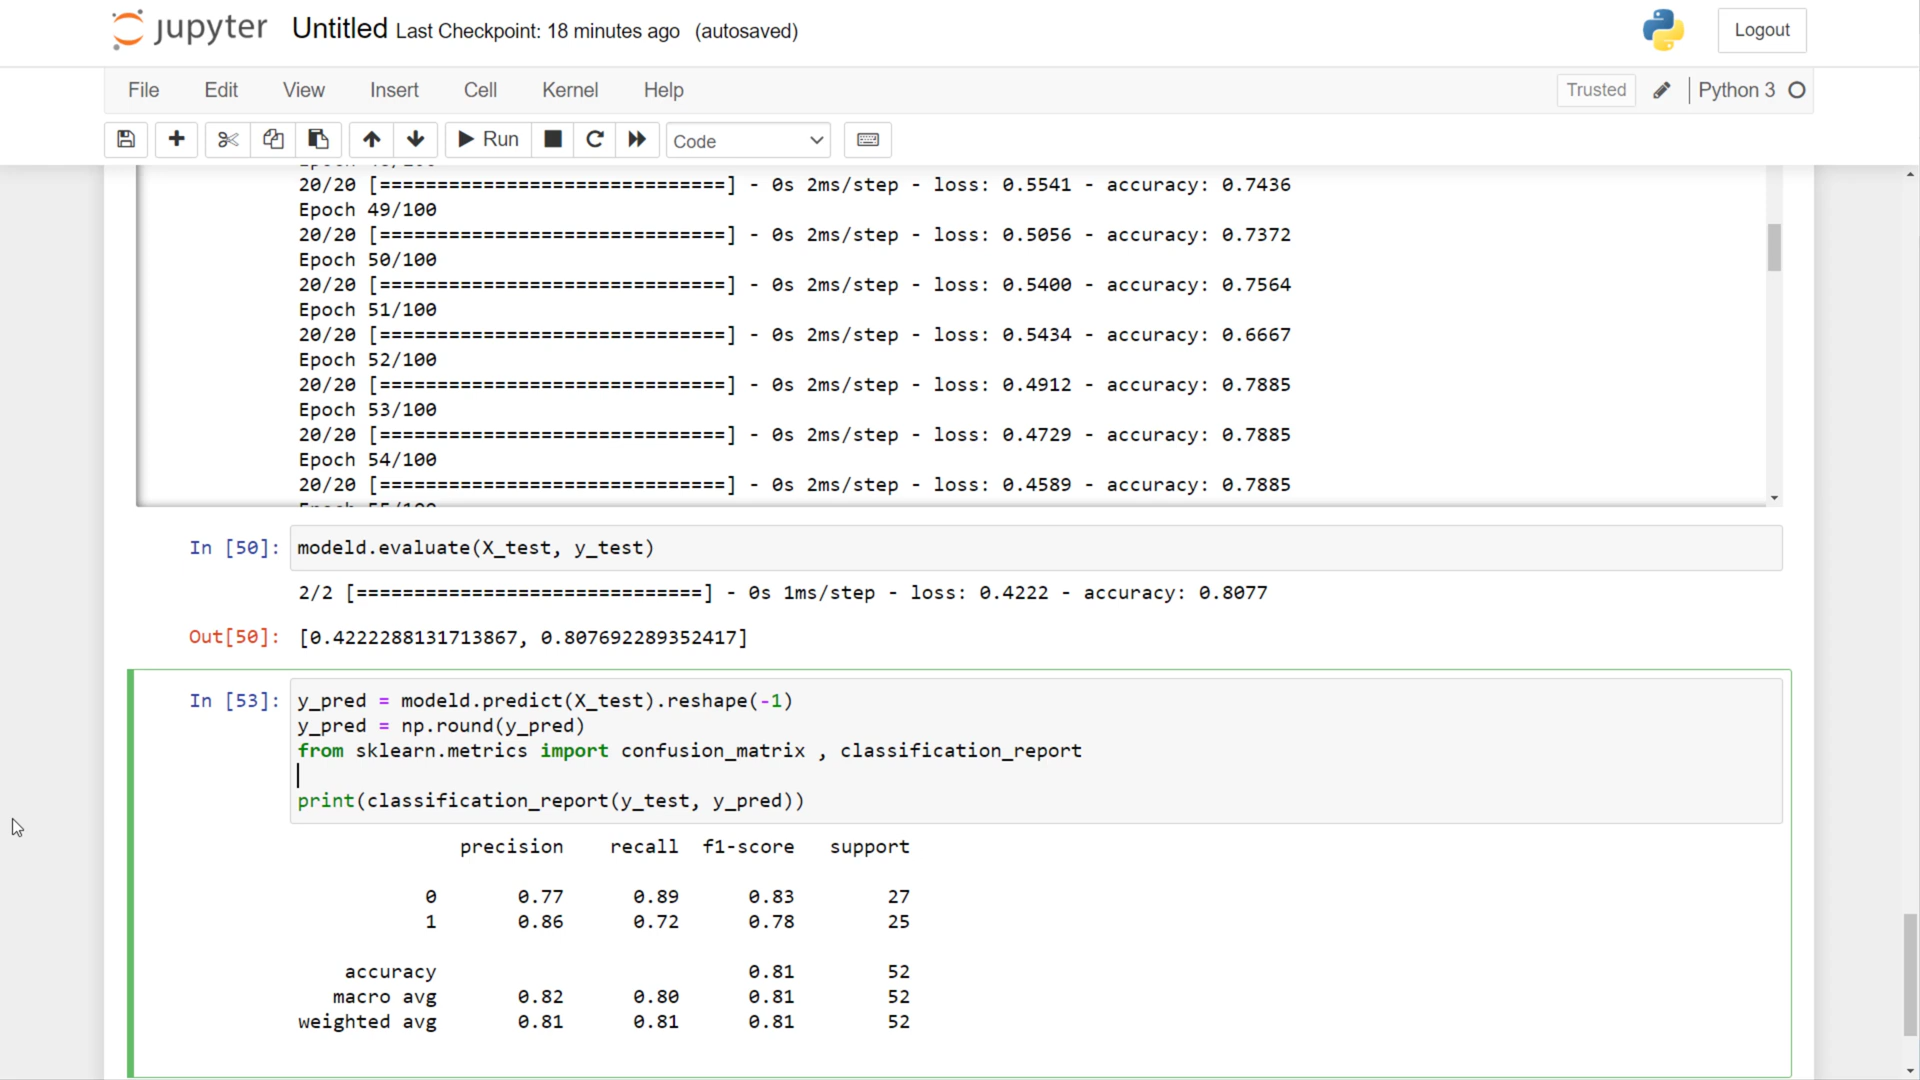 jupyter Untitled Last Checkpoint: 18 minutes ago (autosaved)
Logout
File Edit View Insert Cell Kernel Help
Trusted Python 3
Run Code
20/20 [==============================] - 0s 2ms/step - loss: 0.5541 - accuracy: 0.7436
Epoch 49/100
20/20 [==============================] - 0s 2ms/step - loss: 0.5056 - accuracy: 0.7372
Epoch 50/100
20/20 [==============================] - 0s 2ms/step - loss: 0.5400 - accuracy: 0.7564
Epoch 51/100
20/20 [==============================] - 0s 2ms/step - loss: 0.5434 - accuracy: 0.6667
Epoch 52/100
20/20 [==============================] - 0s 2ms/step - loss: 0.4912 - accuracy: 0.7885
Epoch 53/100
20/20 [==============================] - 0s 2ms/step - loss: 0.4729 - accuracy: 0.7885
Epoch 54/100
20/20 [==============================] - 0s 2ms/step - loss: 0.4589 - accuracy: 0.7885
In [50]: modeld.evaluate(X_test, y_test)
2/2 [==============================] - 0s 1ms/step - loss: 0.4222 - accuracy: 0.8077
Out[50]: [0.4222288131713867, 0.807692289352417]
In [53]: y_pred = modeld.predict(X_test).reshape(-1)
y_pred = np.round(y_pred)
from sklearn.metrics import confusion_matrix , classification_report
print(classification_report(y_test, y_pred))
precision recall f1-score support
0 0.77 0.89 0.83 27
1 0.86 0.72 0.78 25
accuracy 0.81 52
macro avg 0.82 0.80 0.81 52
weighted avg 0.81 0.81 0.81 52